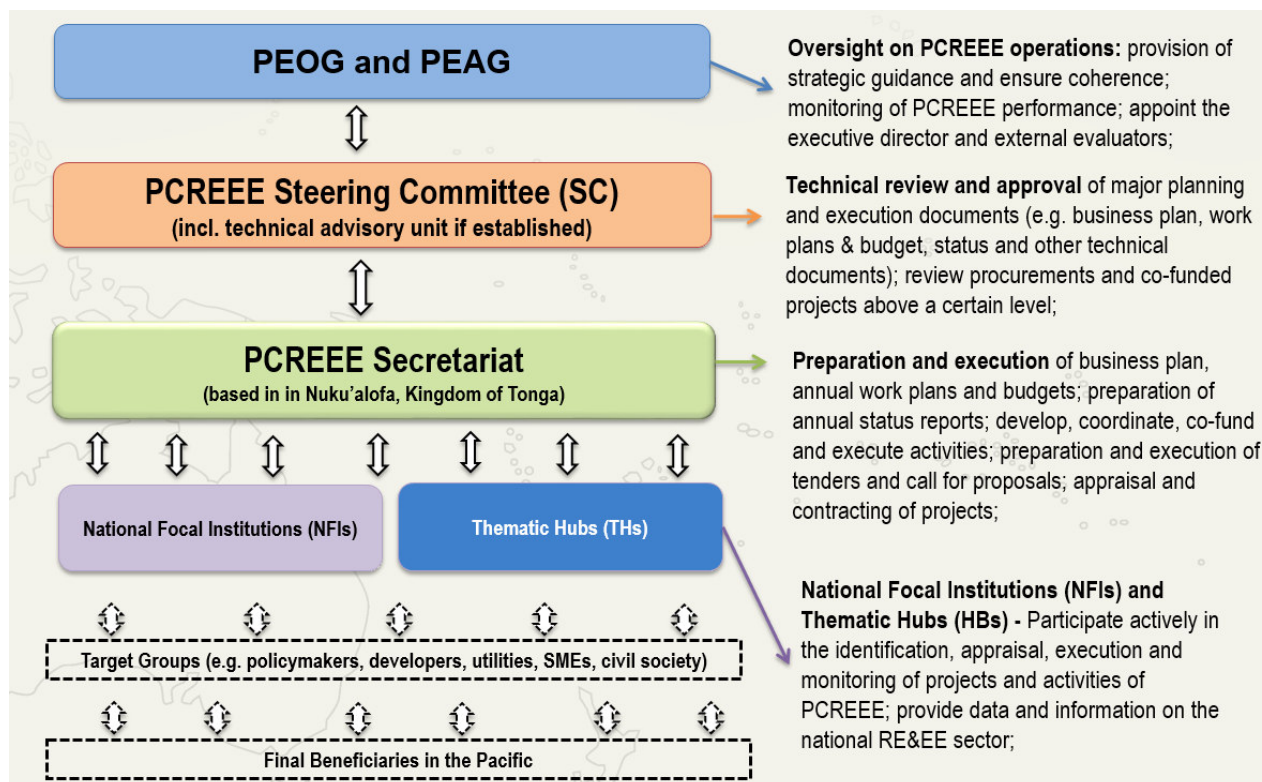 PEOG and PEAG
Oversight on PCREEE operations: provision of
strategic guidance and ensure coherence;
monitoring of PCREEE performance; appoint the
executive director and external evaluators;
PCREEE Steering Committee (SC)
(incl. technical advisory unit if established)
Technical review and approval of major planning
and execution documents (e.g. business plan, work
plans & budget, status and other technical
documents); review procurements and co-funded
projects above a certain level;
PCREEE Secretariat
(based in in Nuku'alofa, Kingdom of Tonga)
Preparation and execution of business plan,
annual work plans and budgets; preparation of
annual status reports; develop, coordinate, co-fund
and execute activities; preparation and execution of
tenders and call for proposals; appraisal and
contracting of projects;
National Focal Institutions (NFIs)
Thematic Hubs (THs)
National Focal Institutions (NFIs) and
Thematic Hubs (HBs) - Participate actively in
the identification, appraisal, execution and
monitoring of projects and activities of
PCREEE; provide data and information on the
national RE&EE sector;
Target Groups (e.g. policymakers, developers, utilities, SMEs, civil society)
Final Beneficiaries in the Pacific